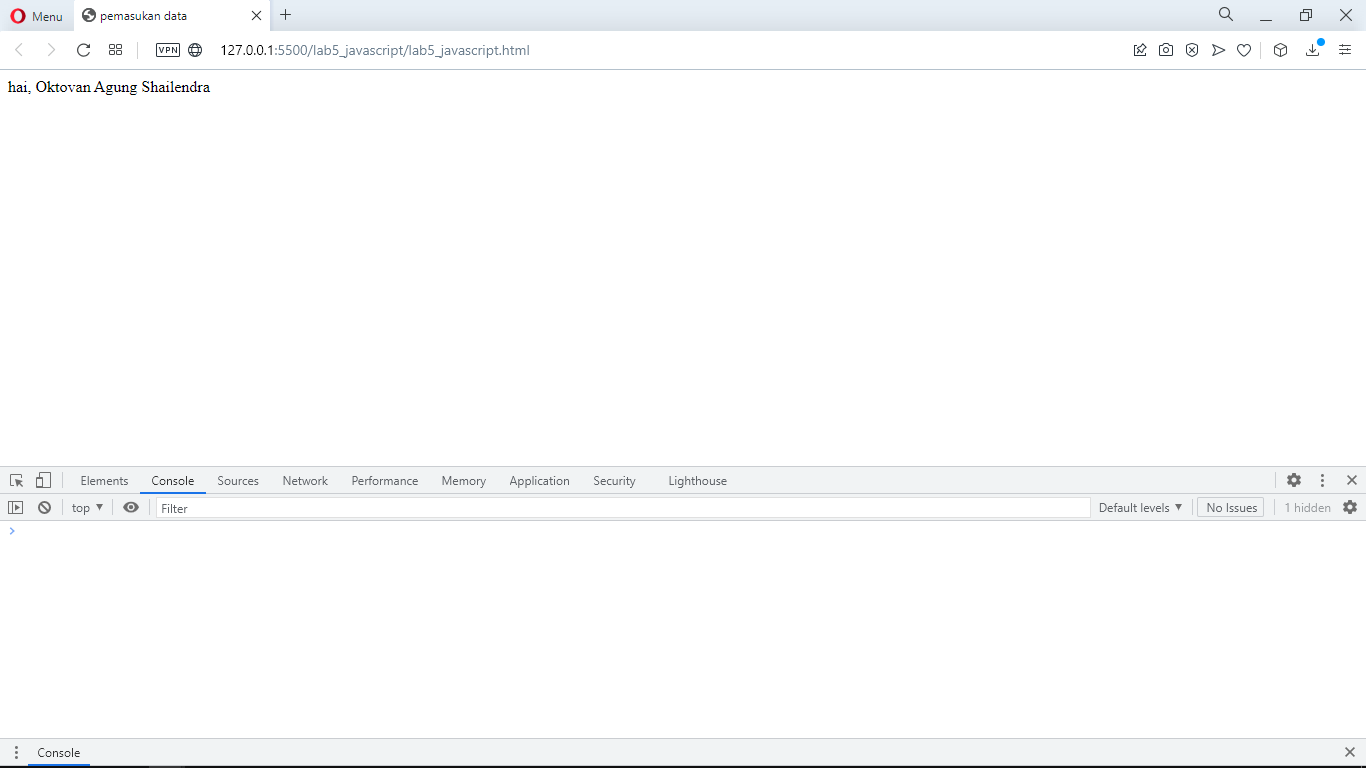 Menu pemasukan data
VPN 127.0.0.1:5500/lab5_javascript/lab5_javascript.html
hai, Oktovan Agung Shailendra
Elements Console Sources Network Performance Memory Application Security Lighthouse
top Filter Default levels No Issues 1 hidden
Console